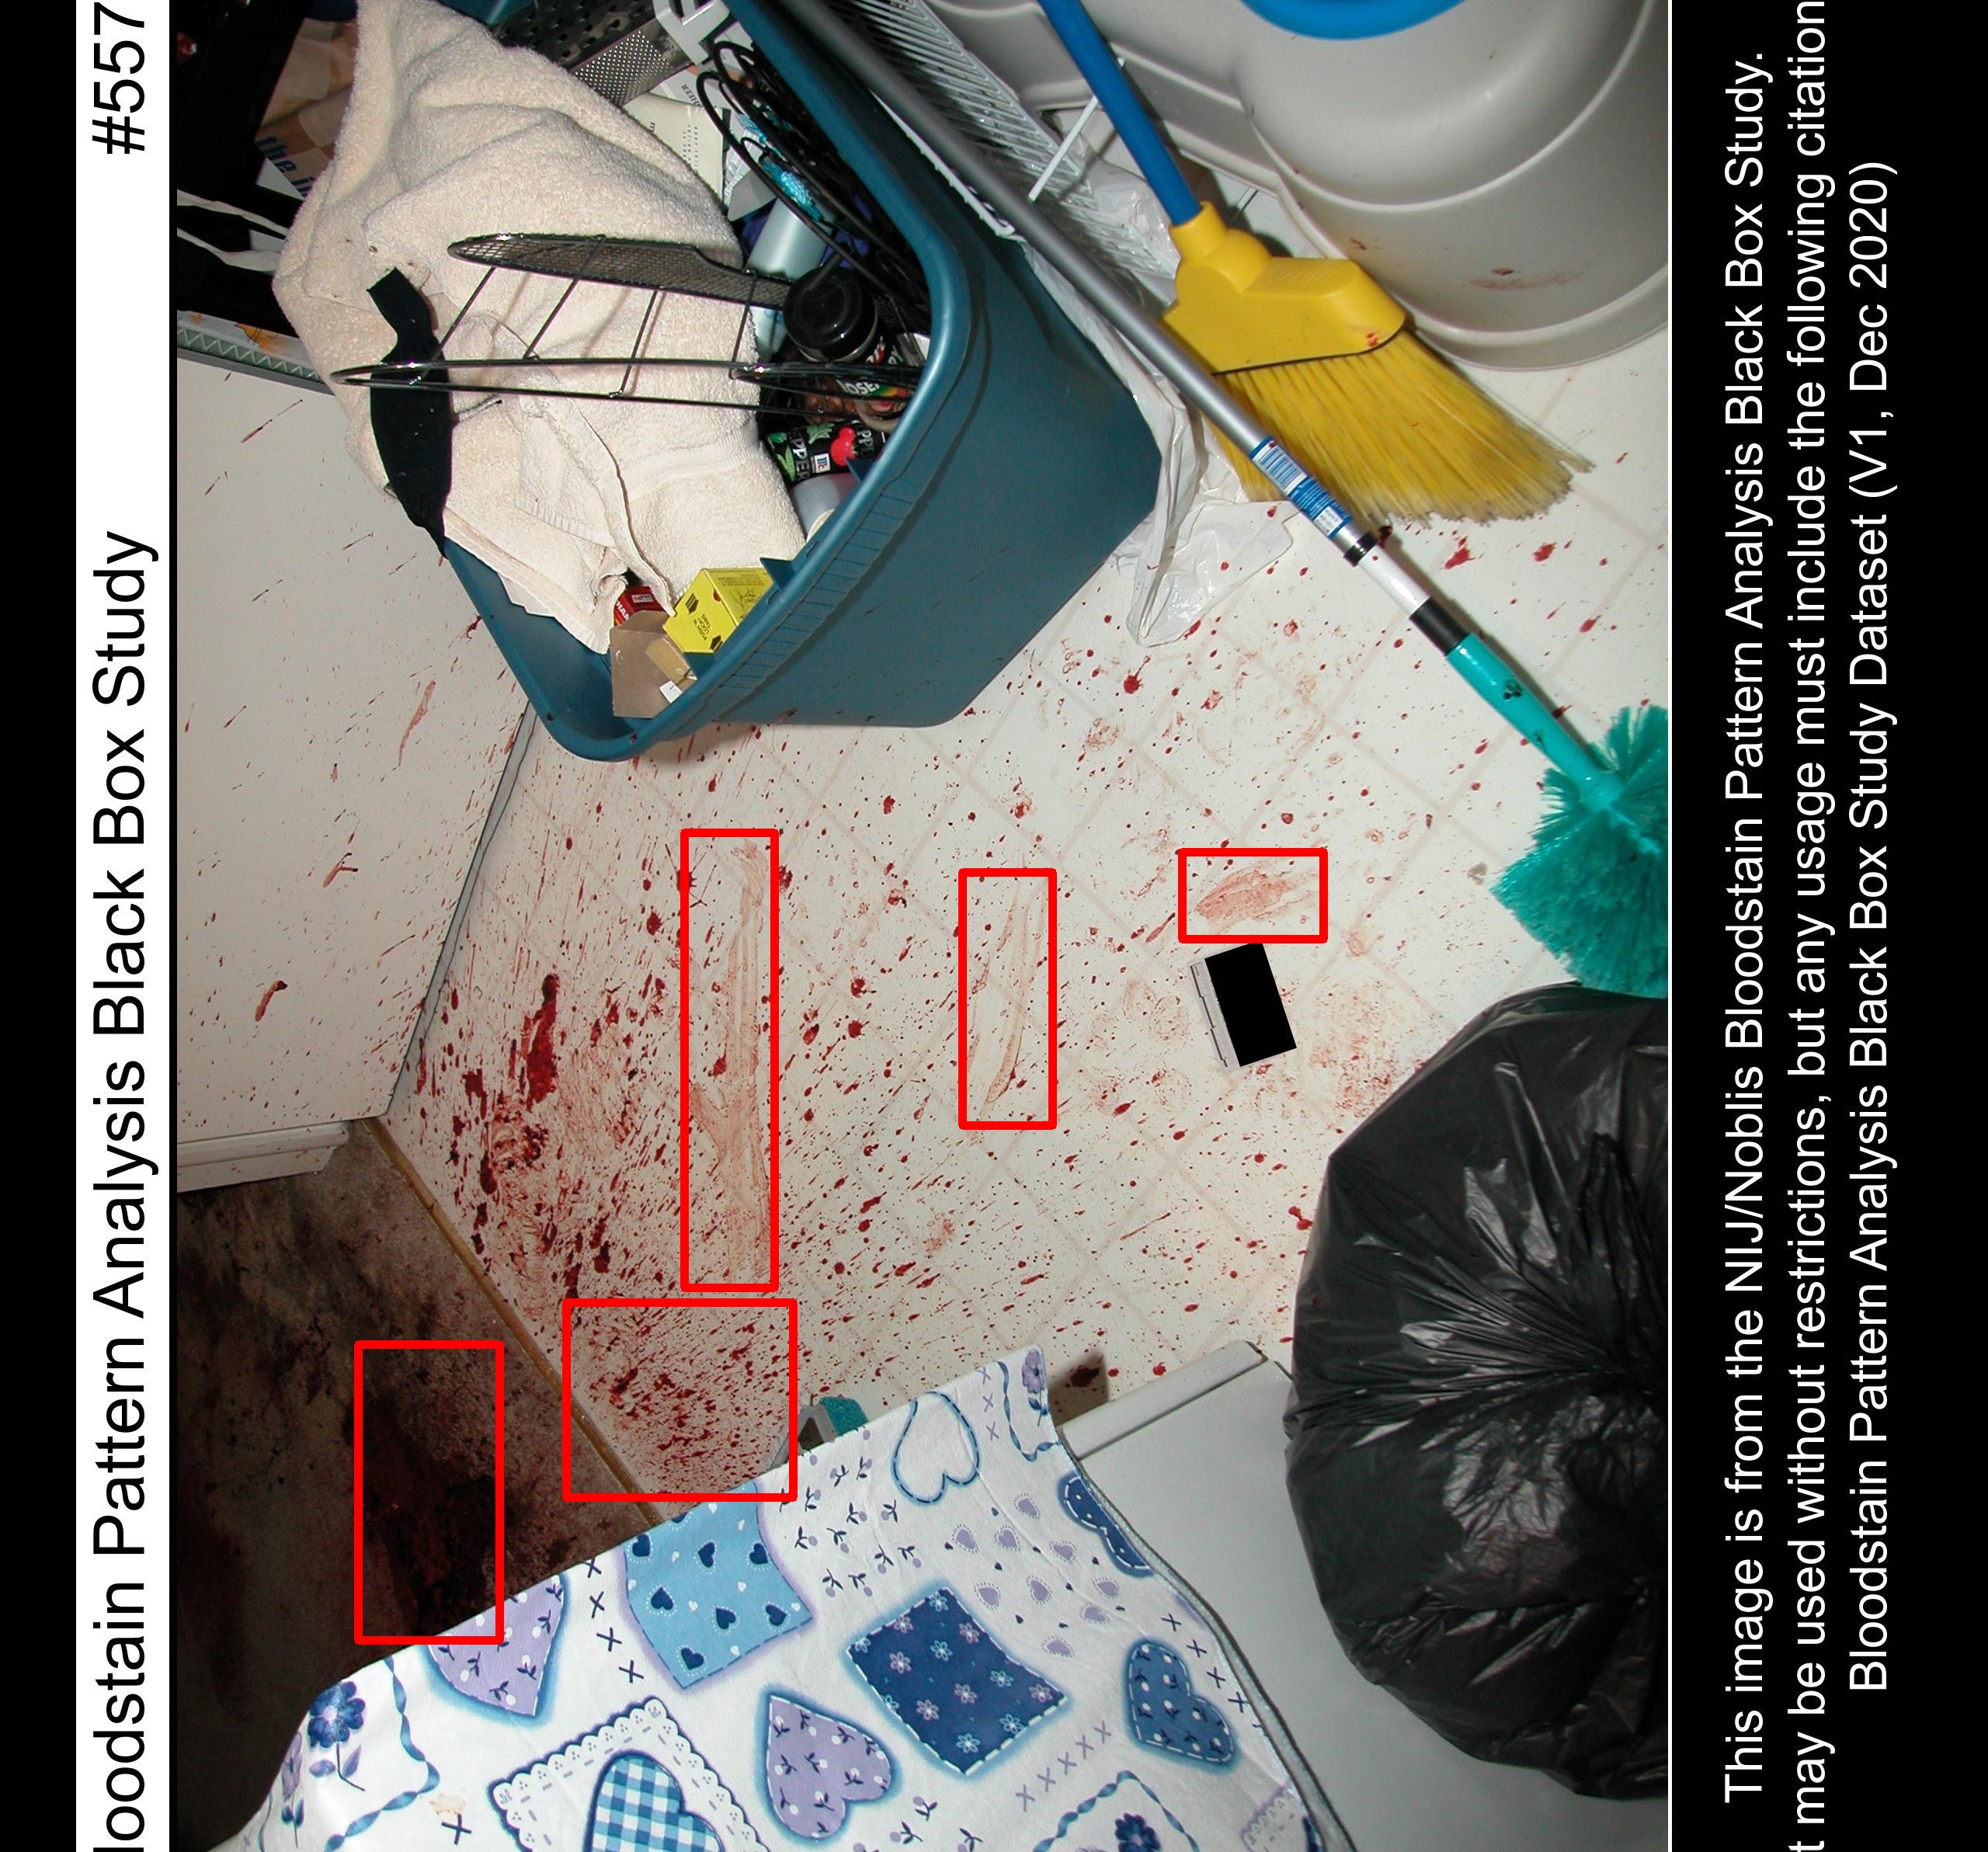 loodstain Pattern Analysis Black Box Study #557
the i
This image is from the NIJ/Noblis Bloodstain Pattern Analysis Black Box Study.
t may be used without restrictions, but any usage must include the following citation
Bloodstain Pattern Analysis Black Box Study Dataset (V1, Dec 2020)